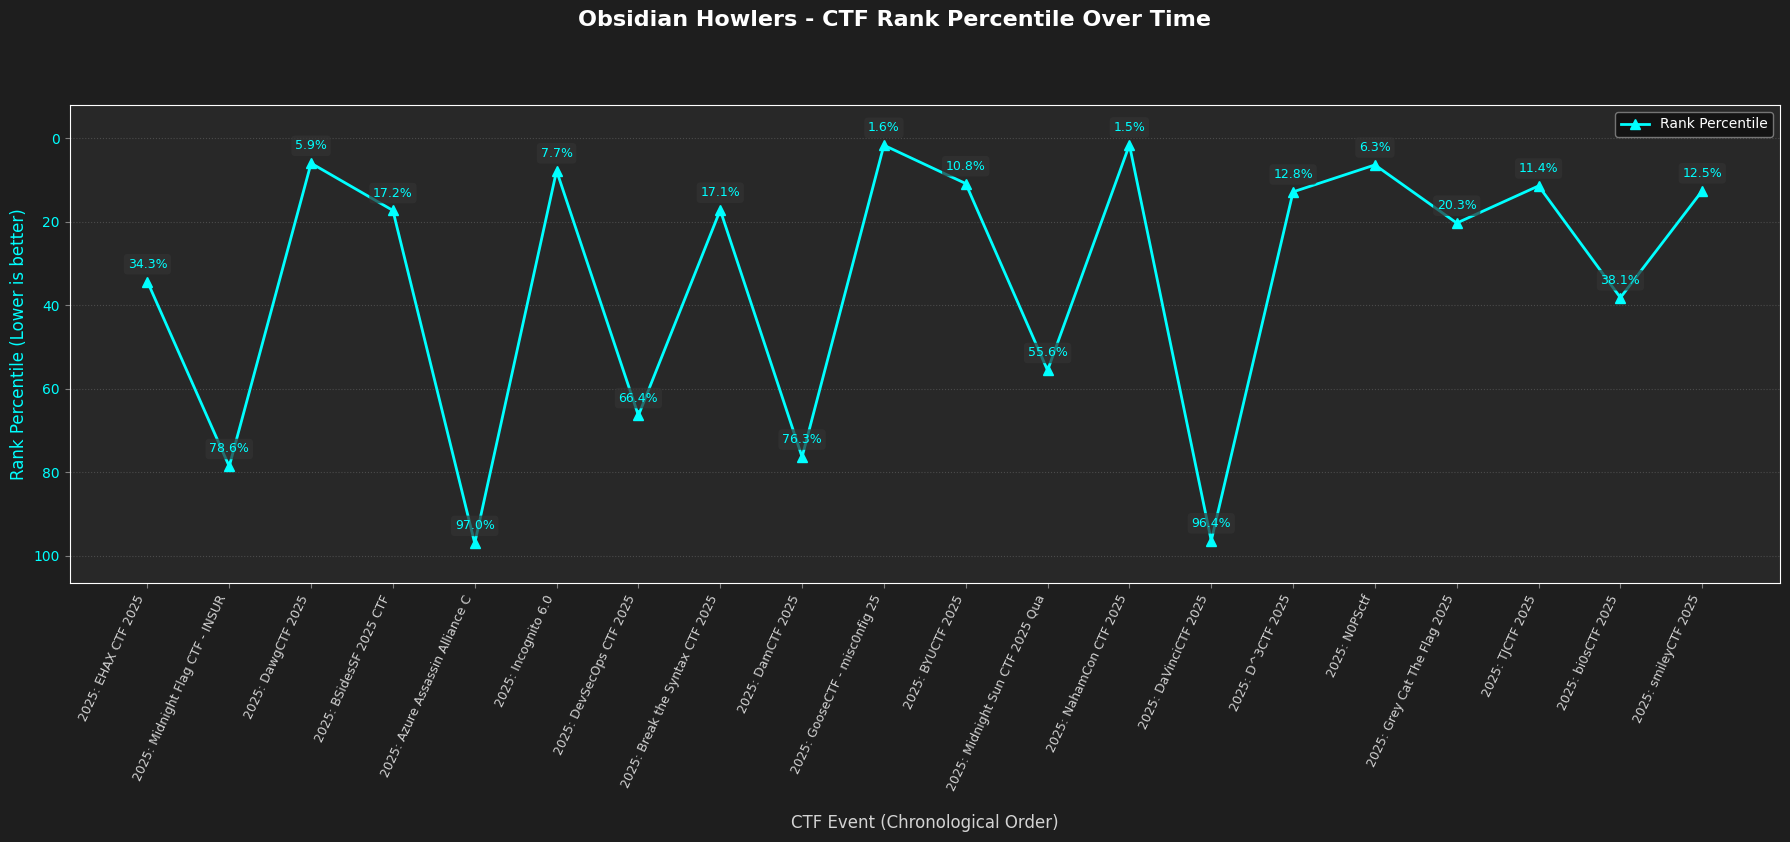 Obsidian Howlers - CTF Rank Percentile Over Time
Rank Percentile
Rank Percentile (Lower is better)
0
20
40
60
80
100
34.3%
78.6%
5.9%
17.2%
97.0%
7.7%
66.4%
17.1%
76.3%
1.6%
10.8%
55.6%
1.5%
96.4%
12.8%
6.3%
20.3%
11.4%
38.1%
12.5%
2025: EHAX CTF 2025
2025: Midnight Flag CTF - INSUR
2025: DawgCTF 2025
2025: BSidesSF 2025 CTF
2025: Azure Assassin Alliance C
2025: Incognito 6.0
2025: DevSecOps CTF 2025
2025: Break the Syntax CTF 2025
2025: DamCTF 2025
2025: GooseCTF - misc0nfig 25
2025: BYUCTF 2025
2025: Midnight Sun CTF 2025 Qua
2025: NahamCon CTF 2025
2025: DaVinciCTF 2025
2025: D^3CTF 2025
2025: N0PSctf
2025: Grey Cat The Flag 2025
2025: TJCTF 2025
2025: bi0sCTF 2025
2025: smileyCTF 2025
CTF Event (Chronological Order)